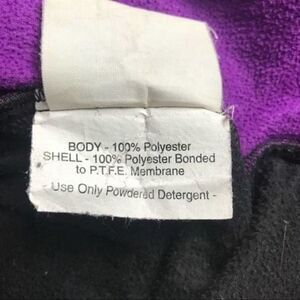 BODY - 100% Polyester
SHELL - 100% Polyester Bonded
to P.T.F.E. Membrane
- Use Only Powdered Detergent -